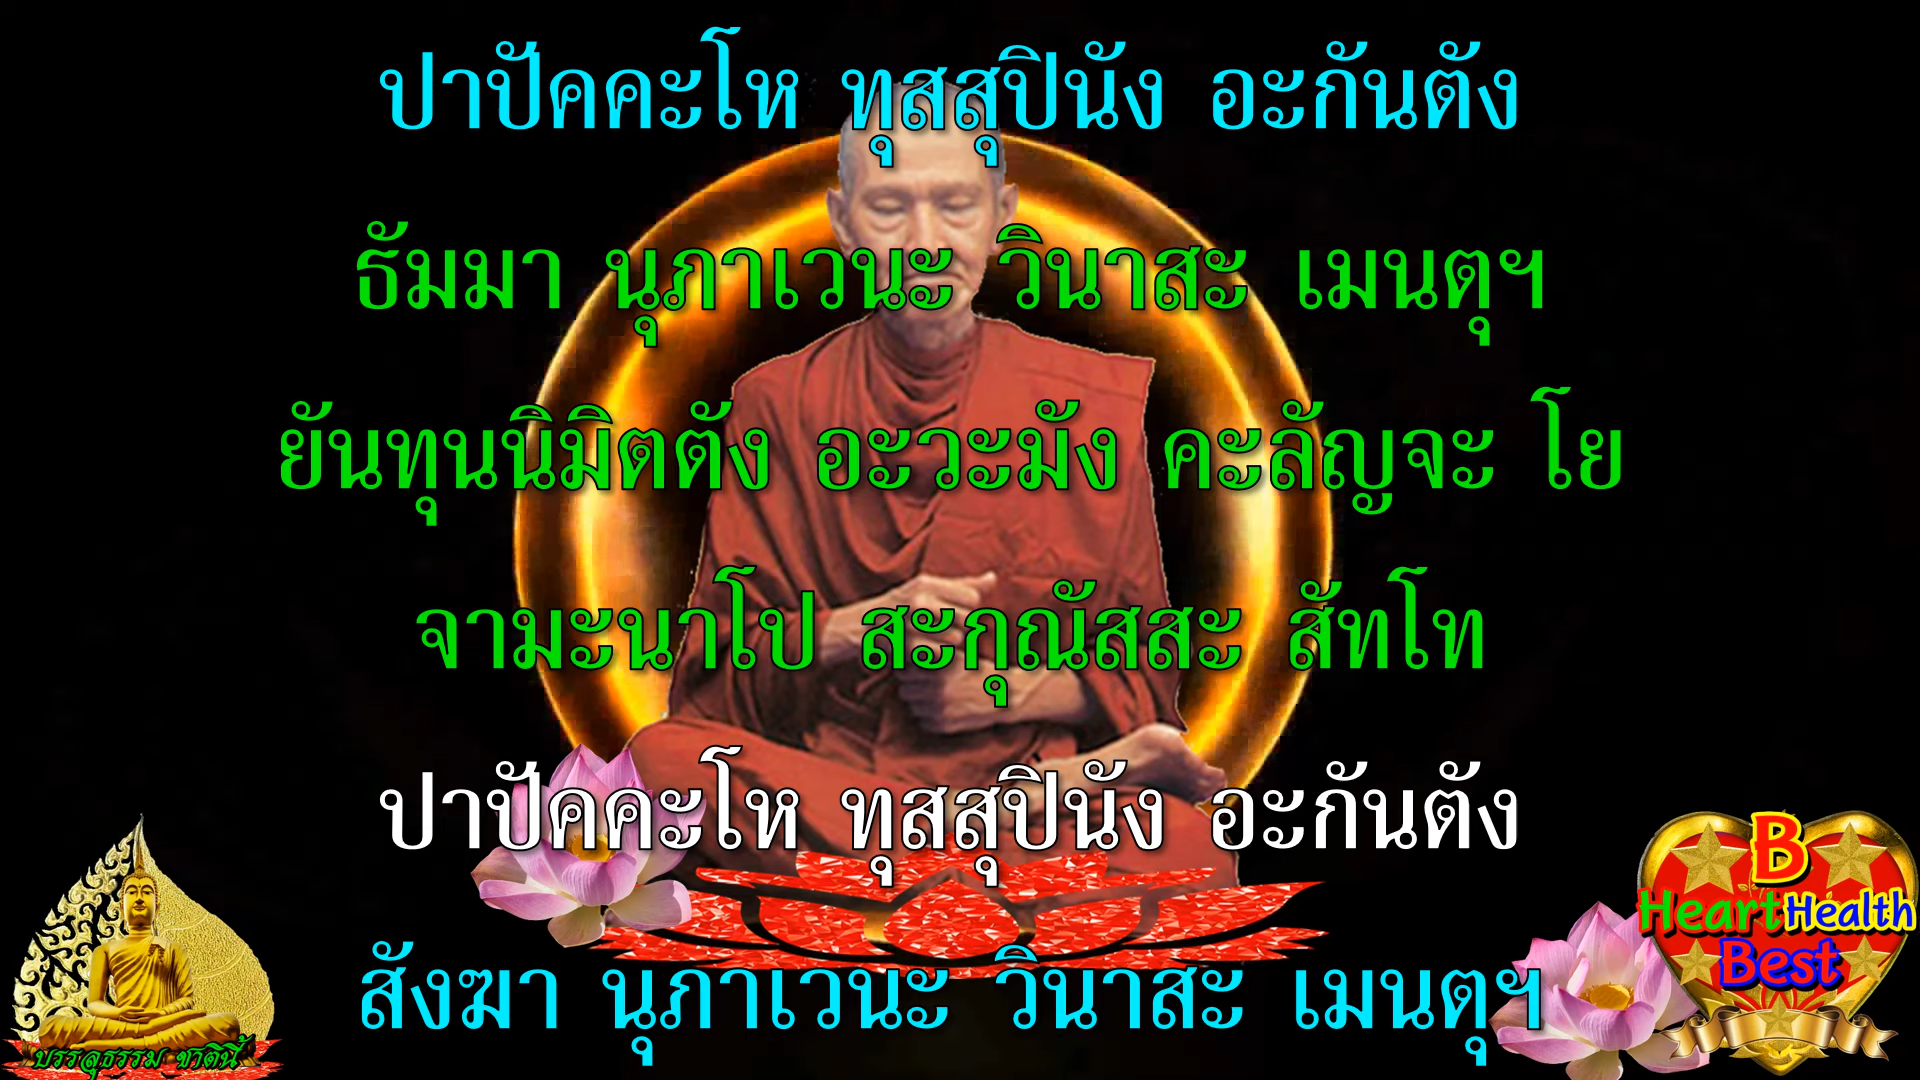 ปาปัคคะโห ทุสสุปินัง อะกันตัง
ธัมมา นุภาเวนะ วินาสะ เมนตุฯ
ยันทุนนิมิตตัง อะวะมัง คะลัญจะ โย
จามะนาโป สะกุณัสสะ สัทโท
ปาปัคคะโห ทุสสุปินัง อะกันตัง
สังฆา นุภาเวนะ วินาสะ เมนตุฯ
บรรลุธรรม ชาตินี้
B
Heart Health
Best